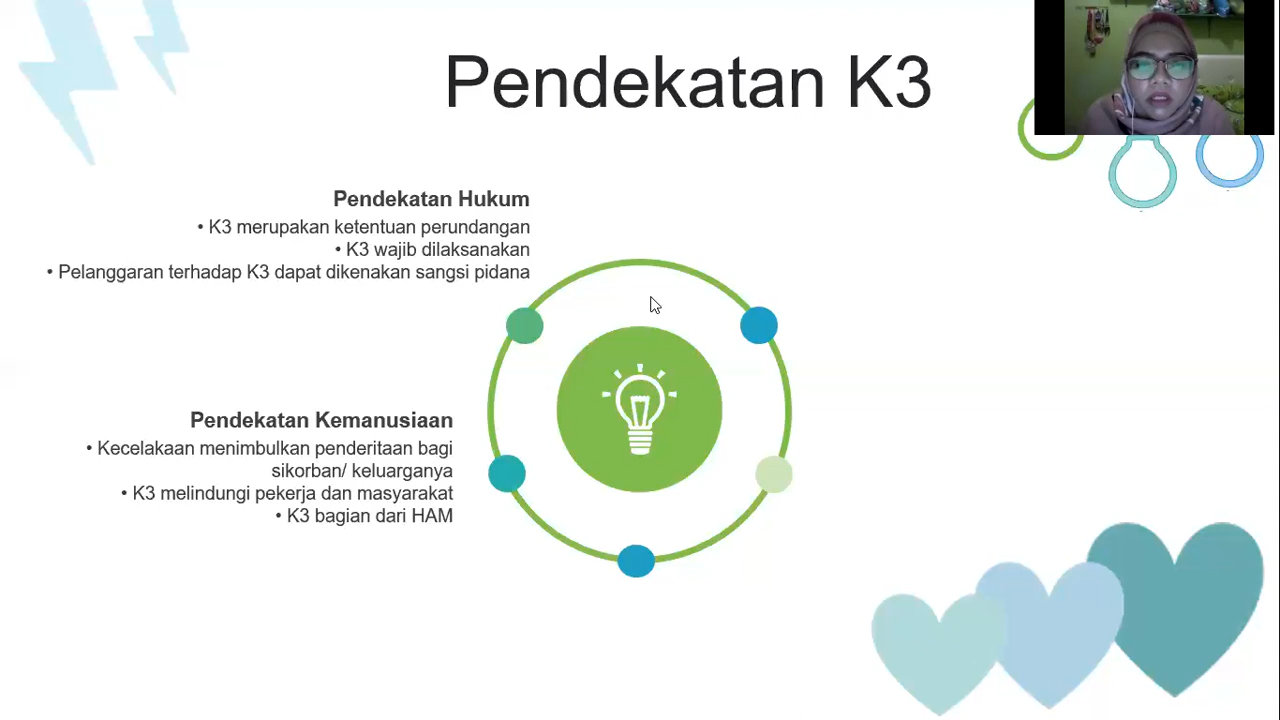 Pendekatan K3
Pendekatan Hukum
• K3 merupakan ketentuan perundangan
• K3 wajib dilaksanakan
• Pelanggaran terhadap K3 dapat dikenakan sangsi pidana
Pendekatan Kemanusiaan
• Kecelakaan menimbulkan penderitaan bagi
sikorban/ keluarganya
• K3 melindungi pekerja dan masyarakat
• K3 bagian dari HAM